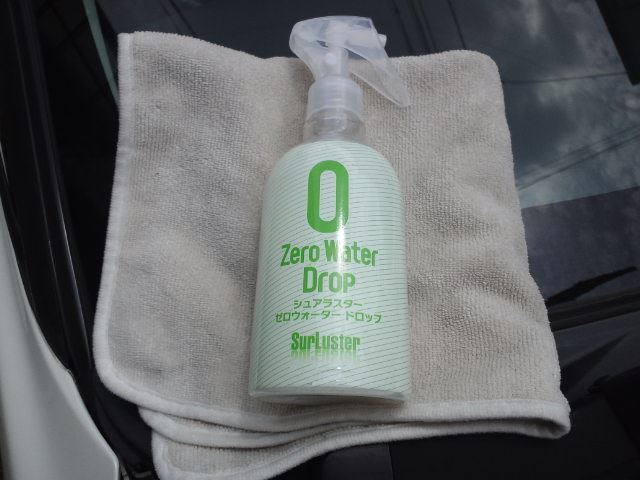 0
Zero Water
Drop
シュアラスター
ゼロウォーター ドロップ
SurLuster